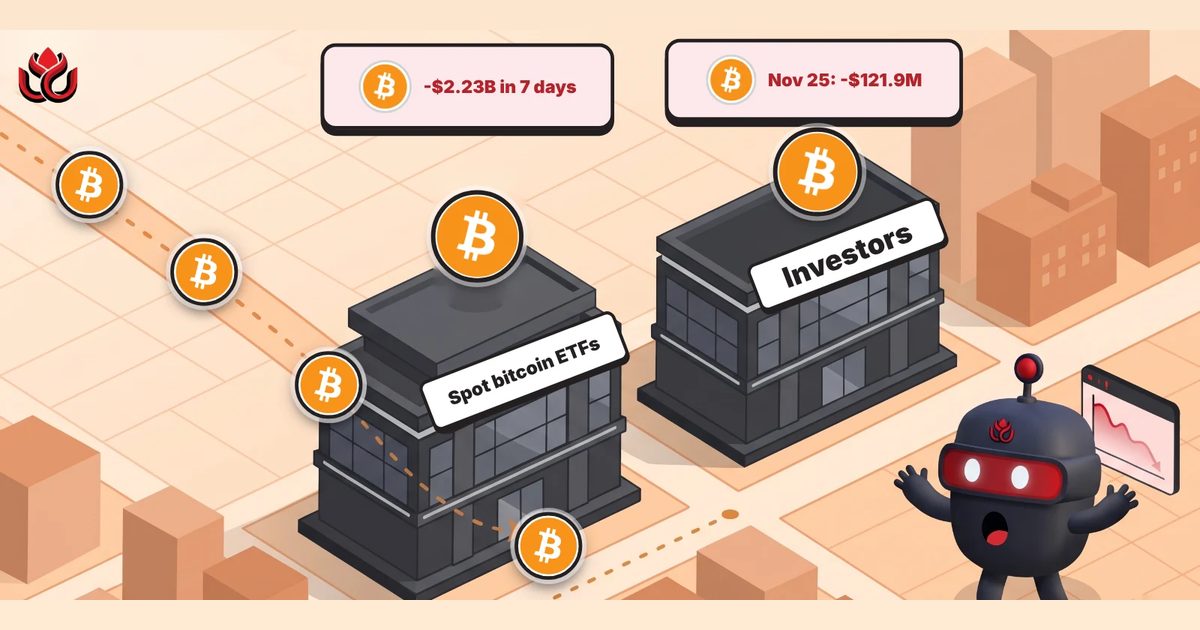 -$2.23B in 7 days
Nov 25: -$121.9M
Investors
Spot bitcoin ETFs